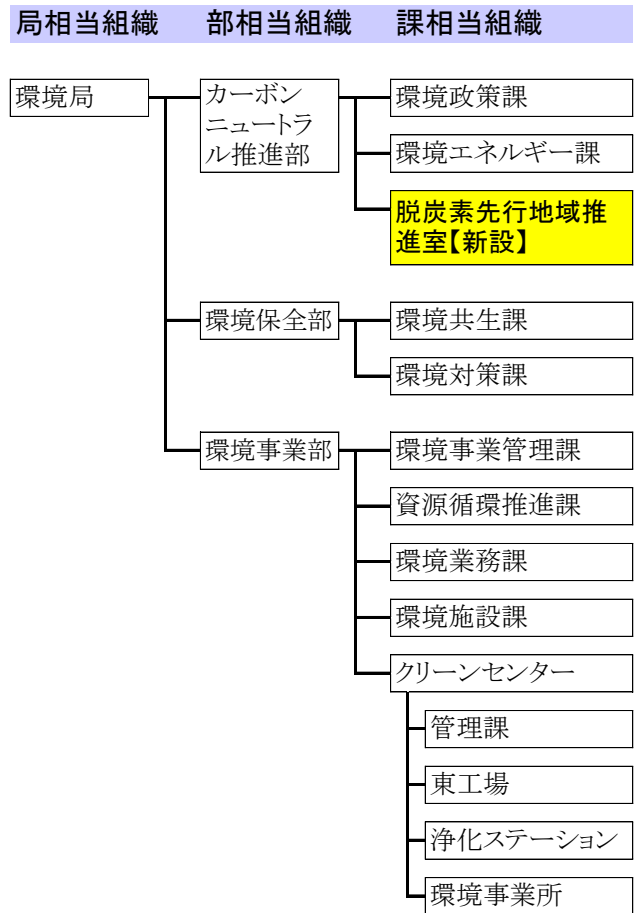 局相当組織 部相当組織 課相当組織
環境局
カーボン
ニュートラ
ル推進部
環境政策課
環境エネルギー課
脱炭素先行地域推
進室【新設】
環境保全部
環境共生課
環境対策課
環境事業部
環境事業管理課
資源循環推進課
環境業務課
環境施設課
クリーンセンター
管理課
東工場
浄化ステーション
環境事業所